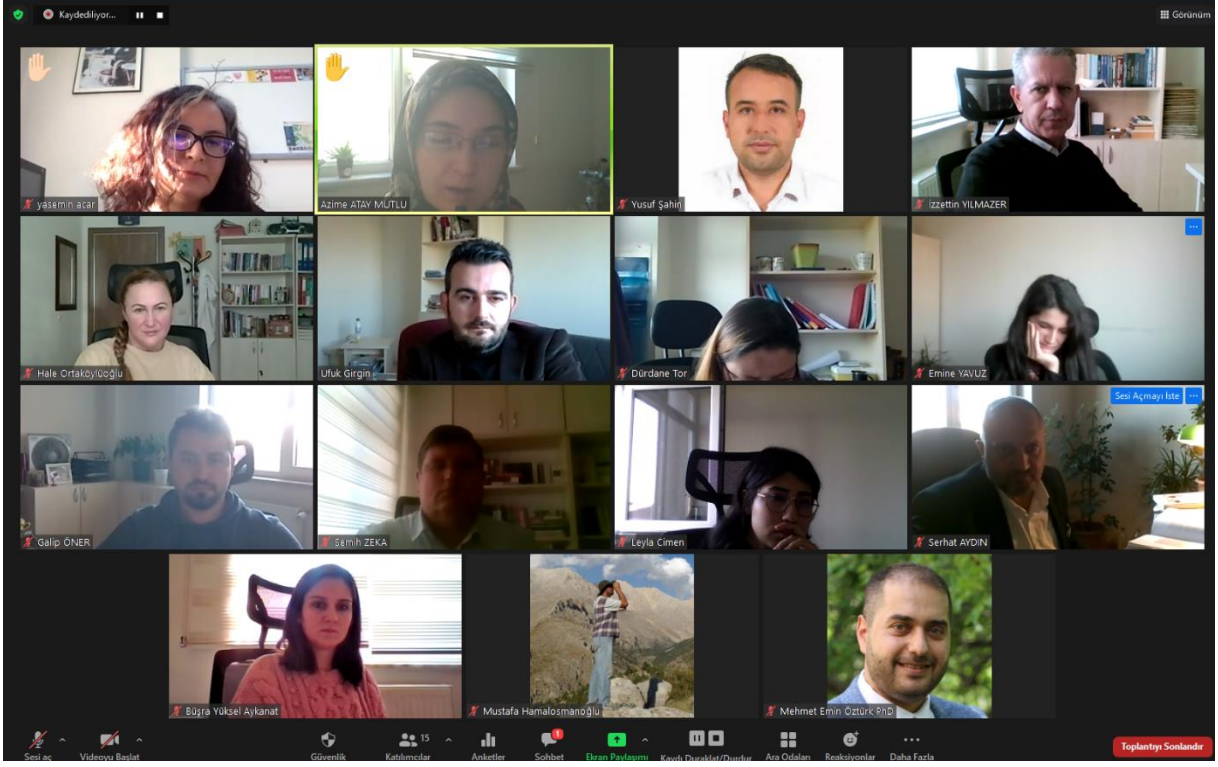 Kaydediliyor...
Görünüm
yasemin acar
Azime ATAY MUTLU
Yusuf Şahin
izzettin YILMAZER
Hale Ortaköylüoğlu
Ufuk Girgin
Dürdane Tor
Emine YAVUZ
Sesi Açmayı İste
Galip ÖNER
Semih ZEKA
Leyla Cimen
Serhat AYDIN
Büşra Yüksel Aykanat
Mustafa Hamalosmanoğlu
Mehmet Emin Öztürk PhD
Sesi aç
Videoyu Başlat
Güvenlik
Katılımcılar
15
Anketler
Sohbet
1
Ekran Paylaşımı
Kaydı Duraklat/Durdur
Ara Odaları
Reaksiyonlar
Daha Fazla
Toplantıyı Sonlandır